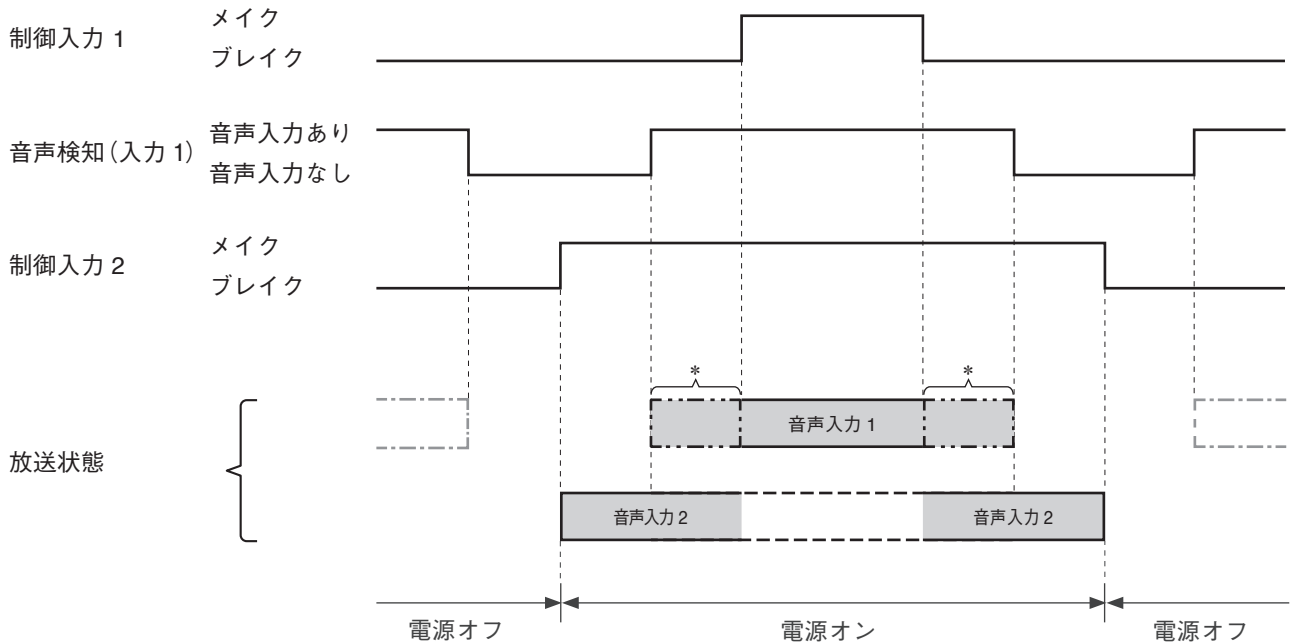 制御入力 1
メイク
ブレイク
音声検知（入力 1）
音声入力あり
音声入力なし
制御入力 2
メイク
ブレイク
放送状態
*
*
音声入力 1
音声入力 2
音声入力 2
電源オフ
電源オン
電源オフ